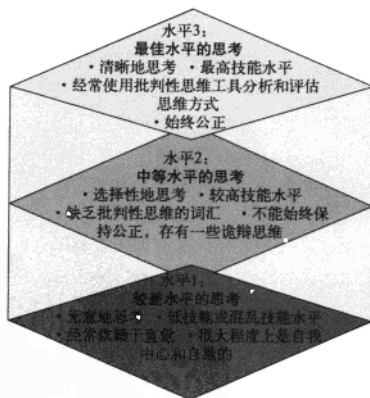 水平3:
最佳水平的思考
·清晰地思考 ·最高技能水平
·经常使用批判性思维工具分析和评估
思维方式
·始终公正
水平2:
中等水平的思考
·选择性地思考 ·较高技能水平
·缺乏批判性思维的词汇 ·不能始终保
持公正，存有一些诡辩思维
水平1:
较差水平的思考
·无意地思考 ·低技能或混乱技能水平
·经常依赖于直觉 ·很大程度上是自我
中心和自欺的